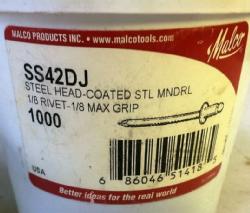 MALCO PRODUCTS INC. • www.malcotools.com •
Malco
SS42DJ
STEEL HEAD-COATED STL MNDRL
1/8 RIVET-1/8 MAX GRIP
1000
6 86046 51418 5
USA
Better ideas for the real world